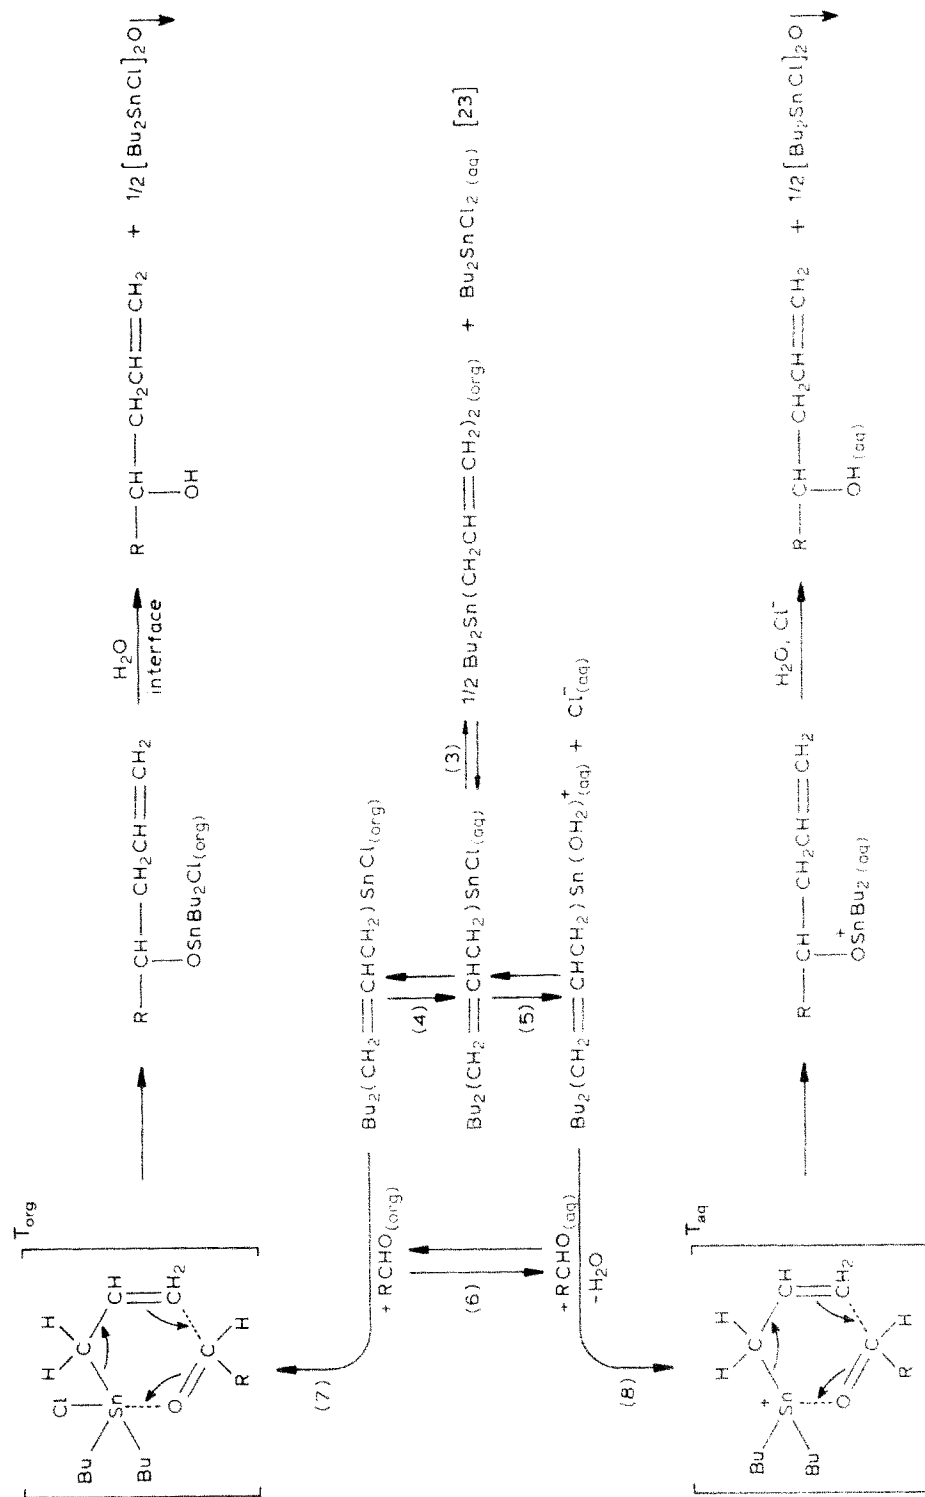 T_org
H
H
C
CH
CH₂
Cl
Sn
Bu
Bu
O
C
H
R
R—CH—CH₂CH=CH₂
OSnBu₂Cl(org)
H₂O
interface
R—CH—CH₂CH=CH₂ + 1/2[Bu₂SnCl]₂O↓
OH
(7)
+RCHO(org)
(6)
+RCHO(aq)
-H₂O
(8)
Bu₂(CH₂=CHCH₂)SnCl(org)
(4)
Bu₂(CH₂=CHCH₂)SnCl(aq) (3) ⇌ 1/2 Bu₂Sn(CH₂CH=CH₂)₂(org) + Bu₂SnCl₂(aq) [23]
(5)
Bu₂(CH₂=CHCH₂)Sn(OH₂)⁺(aq) + Cl⁻(aq)
T_aq
H
H
C
CH
CH₂
+
Sn
Bu
Bu
O
C
H
R
R—CH—CH₂CH=CH₂
OSn⁺Bu₂(aq)
H₂O, Cl⁻
R—CH—CH₂CH=CH₂ + 1/2[Bu₂SnCl]₂O↓
OH(aq)